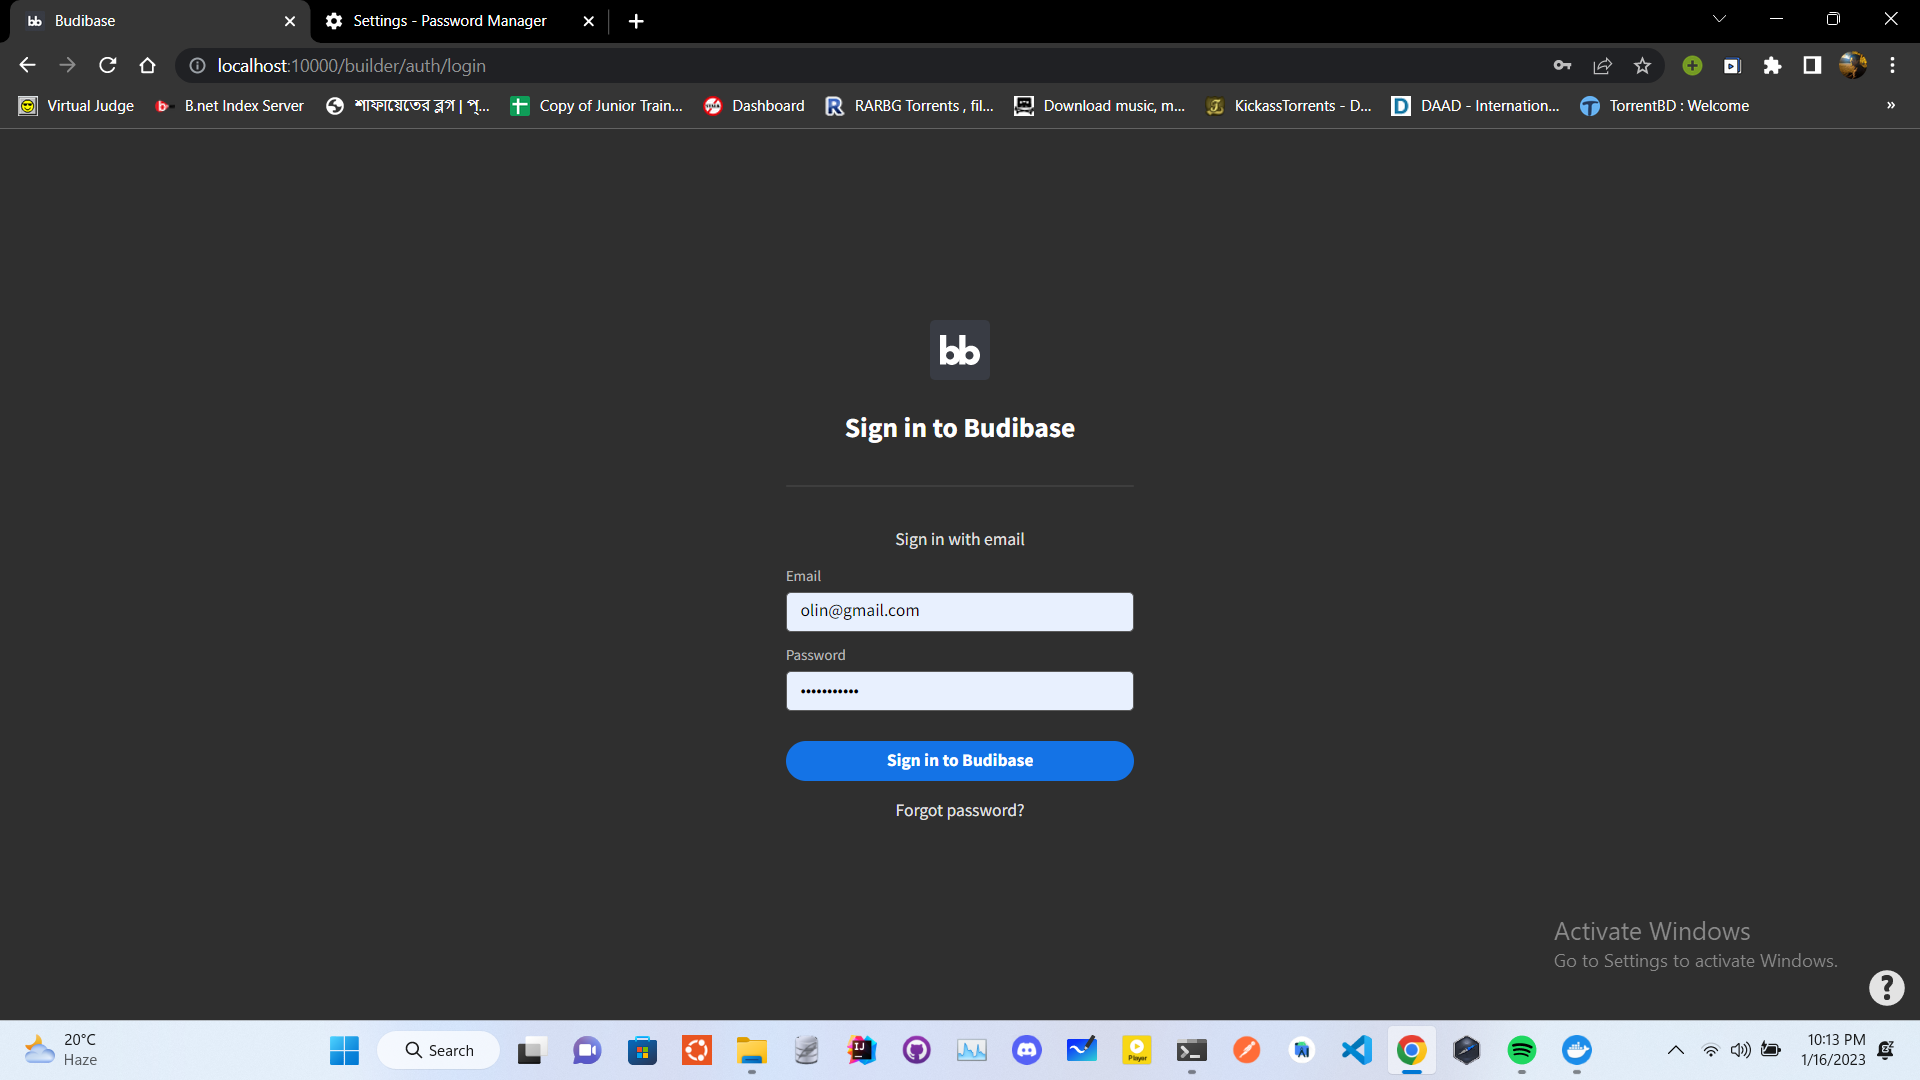 Budibase
Settings - Password Manager
localhost:10000/builder/auth/login
Virtual Judge
B.net Index Server
শাফায়েতের ব্লগ | প্...
Copy of Junior Train...
Dashboard
RARBG Torrents , fil...
Download music, m...
KickassTorrents - D...
DAAD - Internation...
TorrentBD : Welcome
»
bb
Sign in to Budibase
Sign in with email
Email
olin@gmail.com
Password
•••••••••••
Sign in to Budibase
Forgot password?
Activate Windows
Go to Settings to activate Windows.
?
20°C
Haze
Search
Player
10:13 PM
1/16/2023